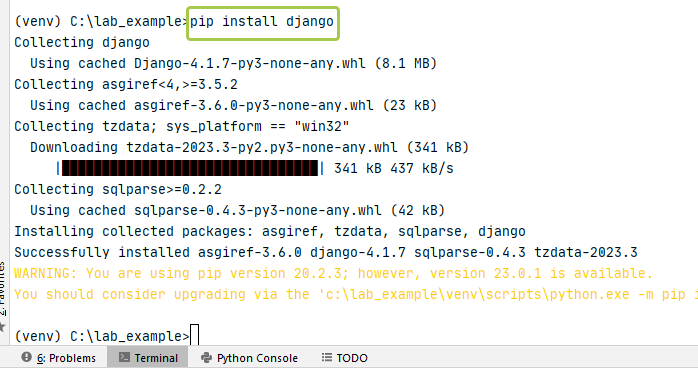 (venv) C:\lab_example>pip install django
Collecting django
  Using cached Django-4.1.7-py3-none-any.whl (8.1 MB)
Collecting asgiref<4,>=3.5.2
  Using cached asgiref-3.6.0-py3-none-any.whl (23 kB)
Collecting tzdata; sys_platform == "win32"
  Downloading tzdata-2023.3-py2.py3-none-any.whl (341 kB)
     |████████████████████████████████| 341 kB 437 kB/s
Collecting sqlparse>=0.2.2
  Using cached sqlparse-0.4.3-py3-none-any.whl (42 kB)
Installing collected packages: asgiref, tzdata, sqlparse, django
Successfully installed asgiref-3.6.0 django-4.1.7 sqlparse-0.4.3 tzdata-2023.3
WARNING: You are using pip version 20.2.3; however, version 23.0.1 is available.
You should consider upgrading via the 'c:\lab_example\venv\scripts\python.exe -m pip i
(venv) C:\lab_example>
2: Favorites
6: Problems
Terminal
Python Console
TODO